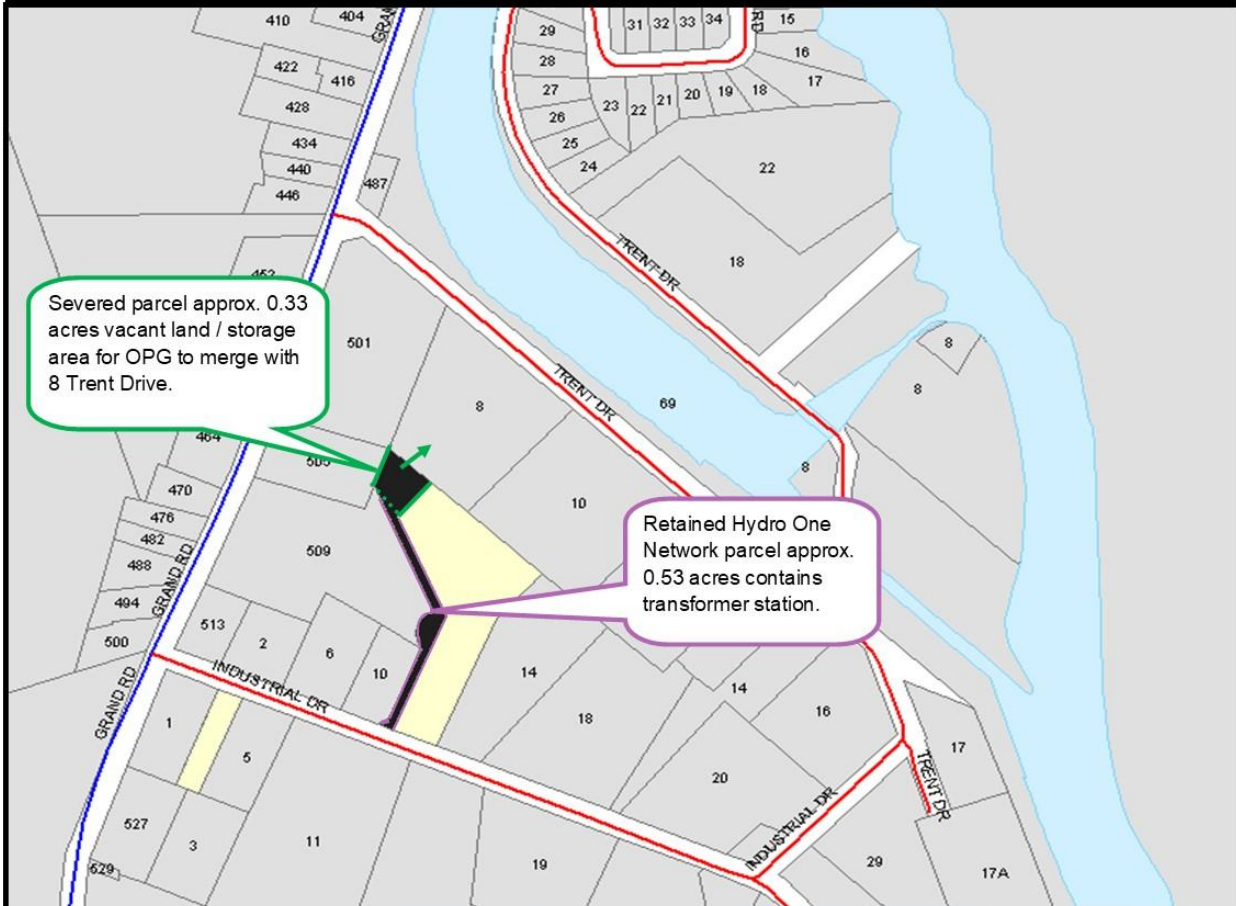 410
404
GRAN
31 32 33 34
RD
15
29
16
28
17
422
416
27
23 22 21 20 19 18
428
26
434
25
24
22
440
487
446
18
TRENT DR
452
8
Severed parcel approx. 0.33
acres vacant land / storage
area for OPG to merge with
8 Trent Drive.
501
8
TRENT DR
69
8
464
505
8
470
10
476
482
Retained Hydro One
Network parcel approx.
0.53 acres contains
transformer station.
509
488
GRAND RD
494
513
2
500
6
10
14
INDUSTRIAL DR
14
GRAND RD
16
18
1
5
17
20
TRENT DR
INDUSTRIAL DR
527
3
11
19
29
529
17A